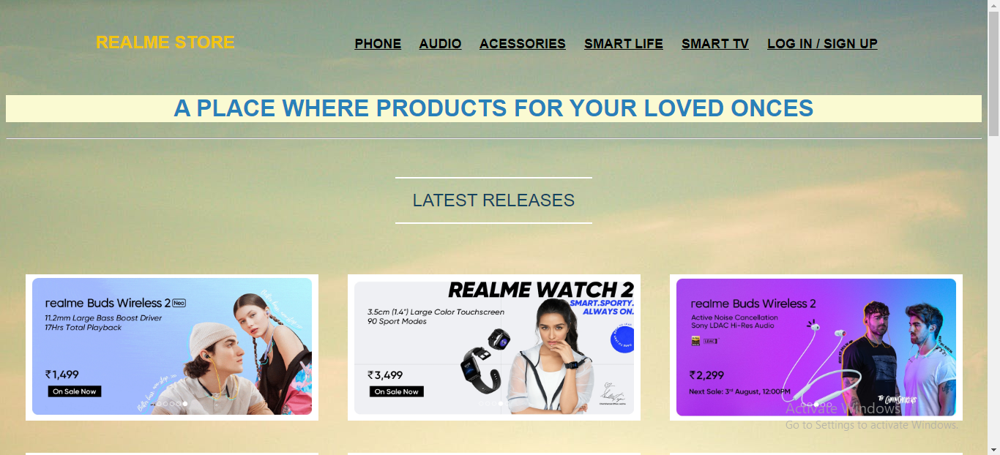 REALME STORE
PHONE
AUDIO
ACESSORIES
SMART LIFE
SMART TV
LOG IN / SIGN UP
A PLACE WHERE PRODUCTS FOR YOUR LOVED ONCES
LATEST RELEASES
realme Buds Wireless 2 Neo
11.2mm Large Bass Boost Driver
17Hrs Total Playback
₹1,499
On Sale Now
REALME WATCH 2
SMART.SPORTY.
ALWAYS ON.
3.5cm (1.4") Large Color Touchscreen
90 Sport Modes
₹3,499
On Sale Now
realme Buds Wireless 2
Active Noise Cancellation
Sony LDAC Hi-Res Audio
LDAC
₹2,299
Next Sale: 3rd August, 12:00PM
THE CHAINSMOKERS
Activate Windows
Go to Settings to activate Windows.